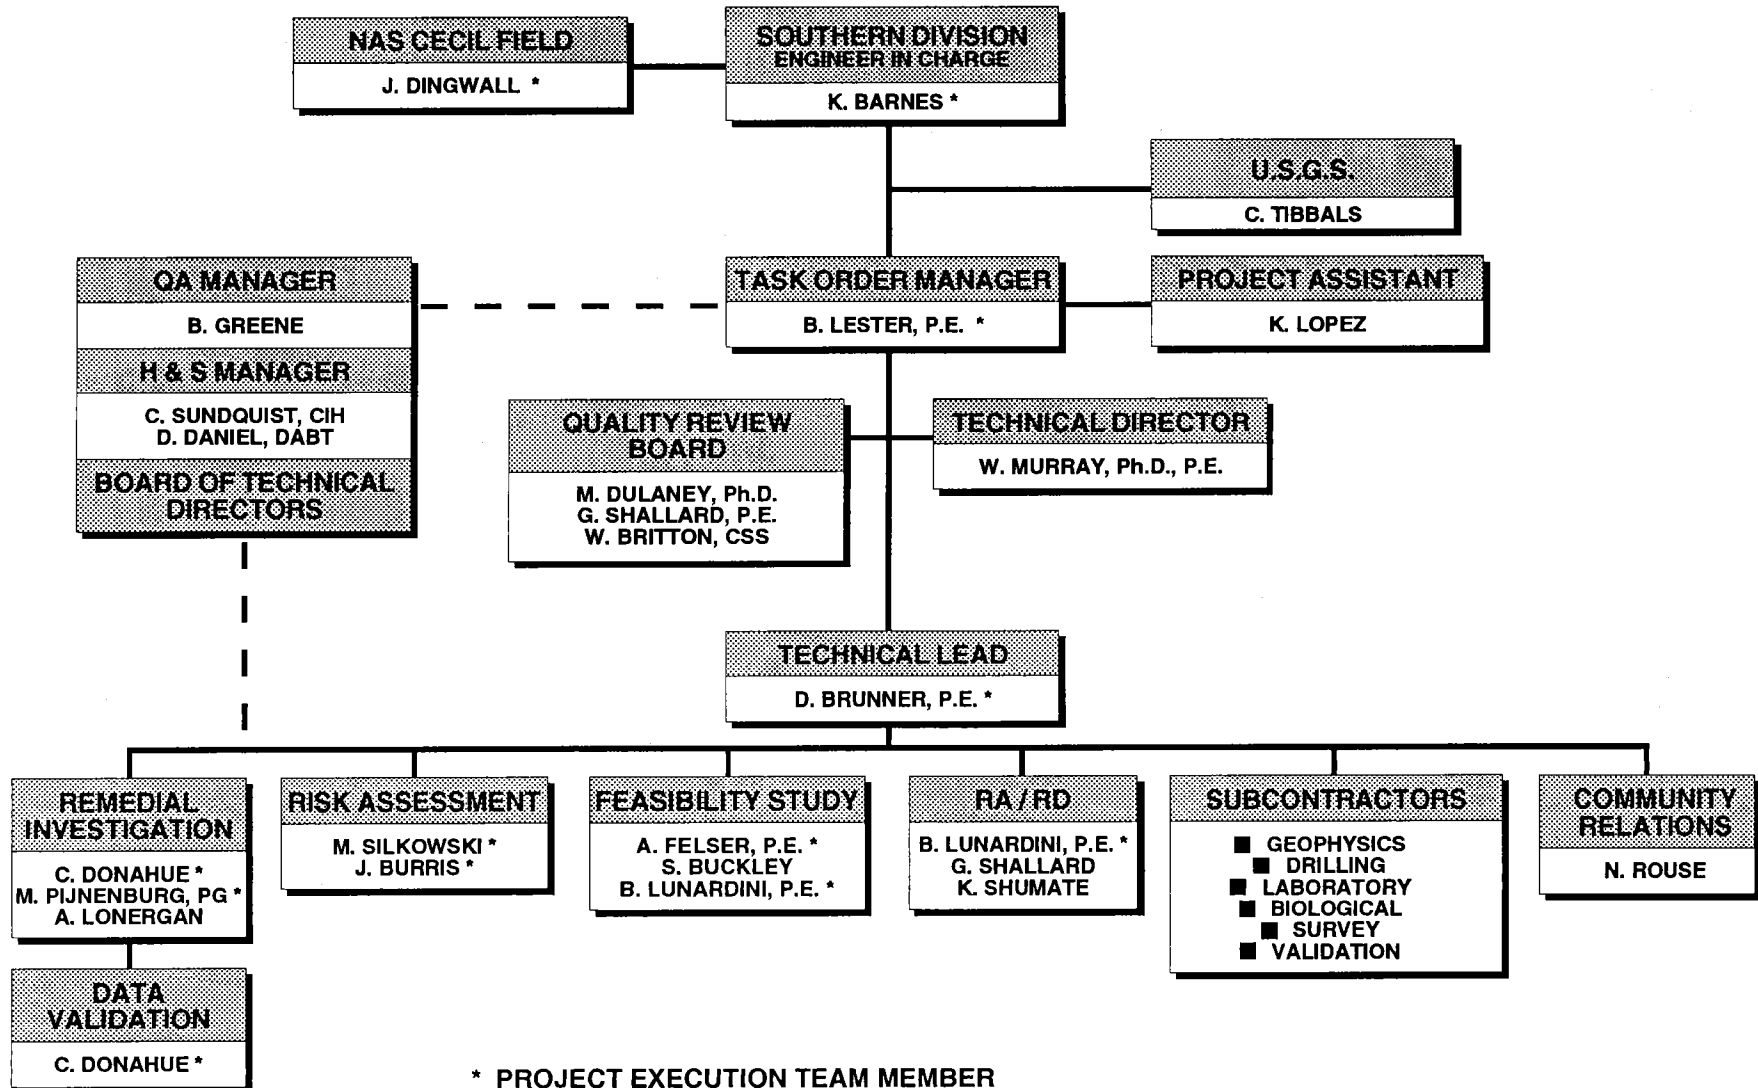 NAS CECIL FIELD
J. DINGWALL *
SOUTHERN DIVISION
ENGINEER IN CHARGE
K. BARNES *
U.S.G.S.
C. TIBBALS
QA MANAGER
B. GREENE
H & S MANAGER
C. SUNDQUIST, CIH
D. DANIEL, DABT
BOARD OF TECHNICAL
DIRECTORS
TASK ORDER MANAGER
B. LESTER, P.E. *
PROJECT ASSISTANT
K. LOPEZ
QUALITY REVIEW
BOARD
M. DULANEY, Ph.D.
G. SHALLARD, P.E.
W. BRITTON, CSS
TECHNICAL DIRECTOR
W. MURRAY, Ph.D., P.E.
TECHNICAL LEAD
D. BRUNNER, P.E. *
REMEDIAL
INVESTIGATION
C. DONAHUE *
M. PIJNENBURG, PG *
A. LONERGAN
DATA
VALIDATION
C. DONAHUE *
RISK ASSESSMENT
M. SILKOWSKI *
J. BURRIS *
FEASIBILITY STUDY
A. FELSER, P.E. *
S. BUCKLEY
B. LUNARDINI, P.E. *
RA / RD
B. LUNARDINI, P.E. *
G. SHALLARD
K. SHUMATE
SUBCONTRACTORS
■ GEOPHYSICS
■ DRILLING
■ LABORATORY
■ BIOLOGICAL
■ SURVEY
■ VALIDATION
COMMUNITY
RELATIONS
N. ROUSE
* PROJECT EXECUTION TEAM MEMBER